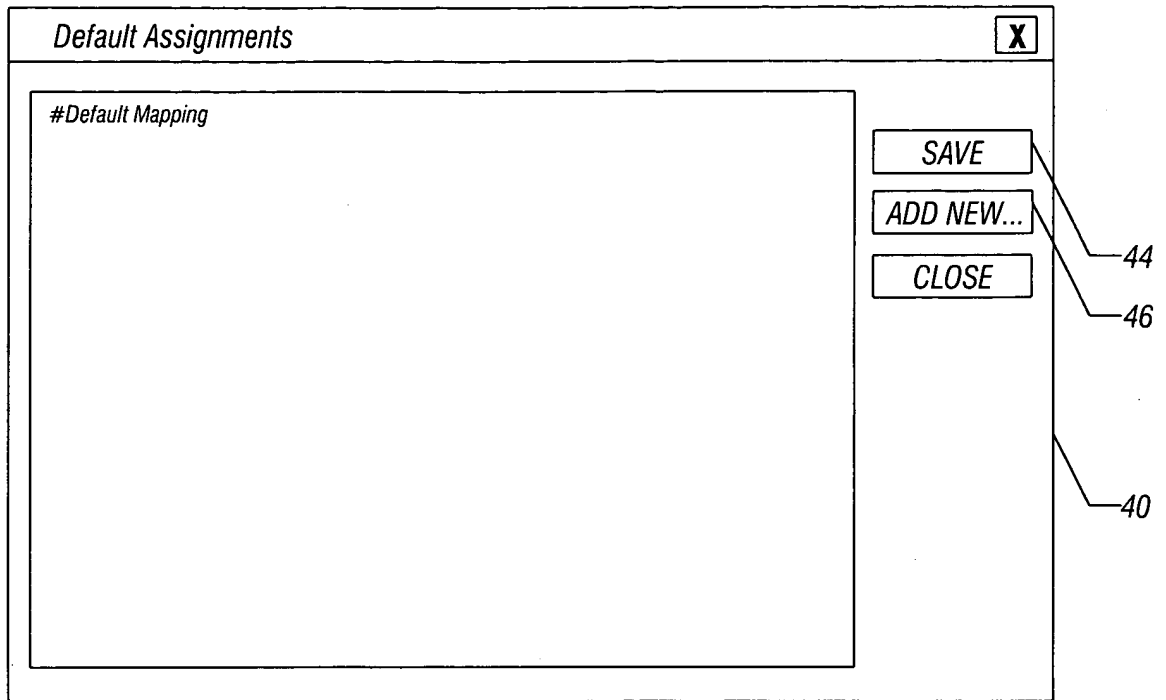 Default Assignments X
#Default Mapping
SAVE
ADD NEW...
CLOSE
44
46
40